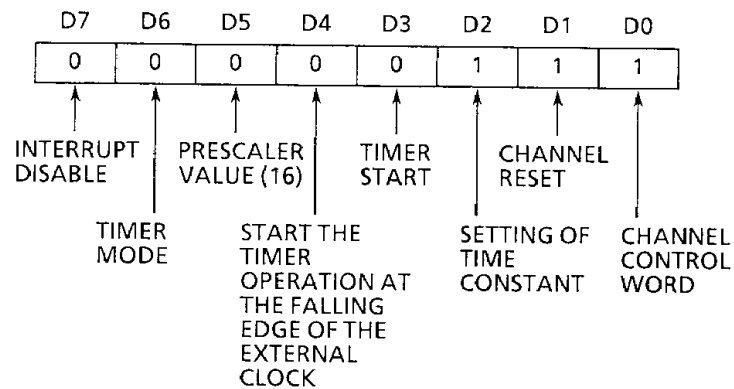 D7 D6 D5 D4 D3 D2 D1 D0
0 0 0 0 0 1 1 1
INTERRUPT
DISABLE
PRESCALER
VALUE (16)
TIMER
START
CHANNEL
RESET
TIMER
MODE
START THE
TIMER
OPERATION AT
THE FALLING
EDGE OF THE
EXTERNAL
CLOCK
SETTING OF
TIME
CONSTANT
CHANNEL
CONTROL
WORD